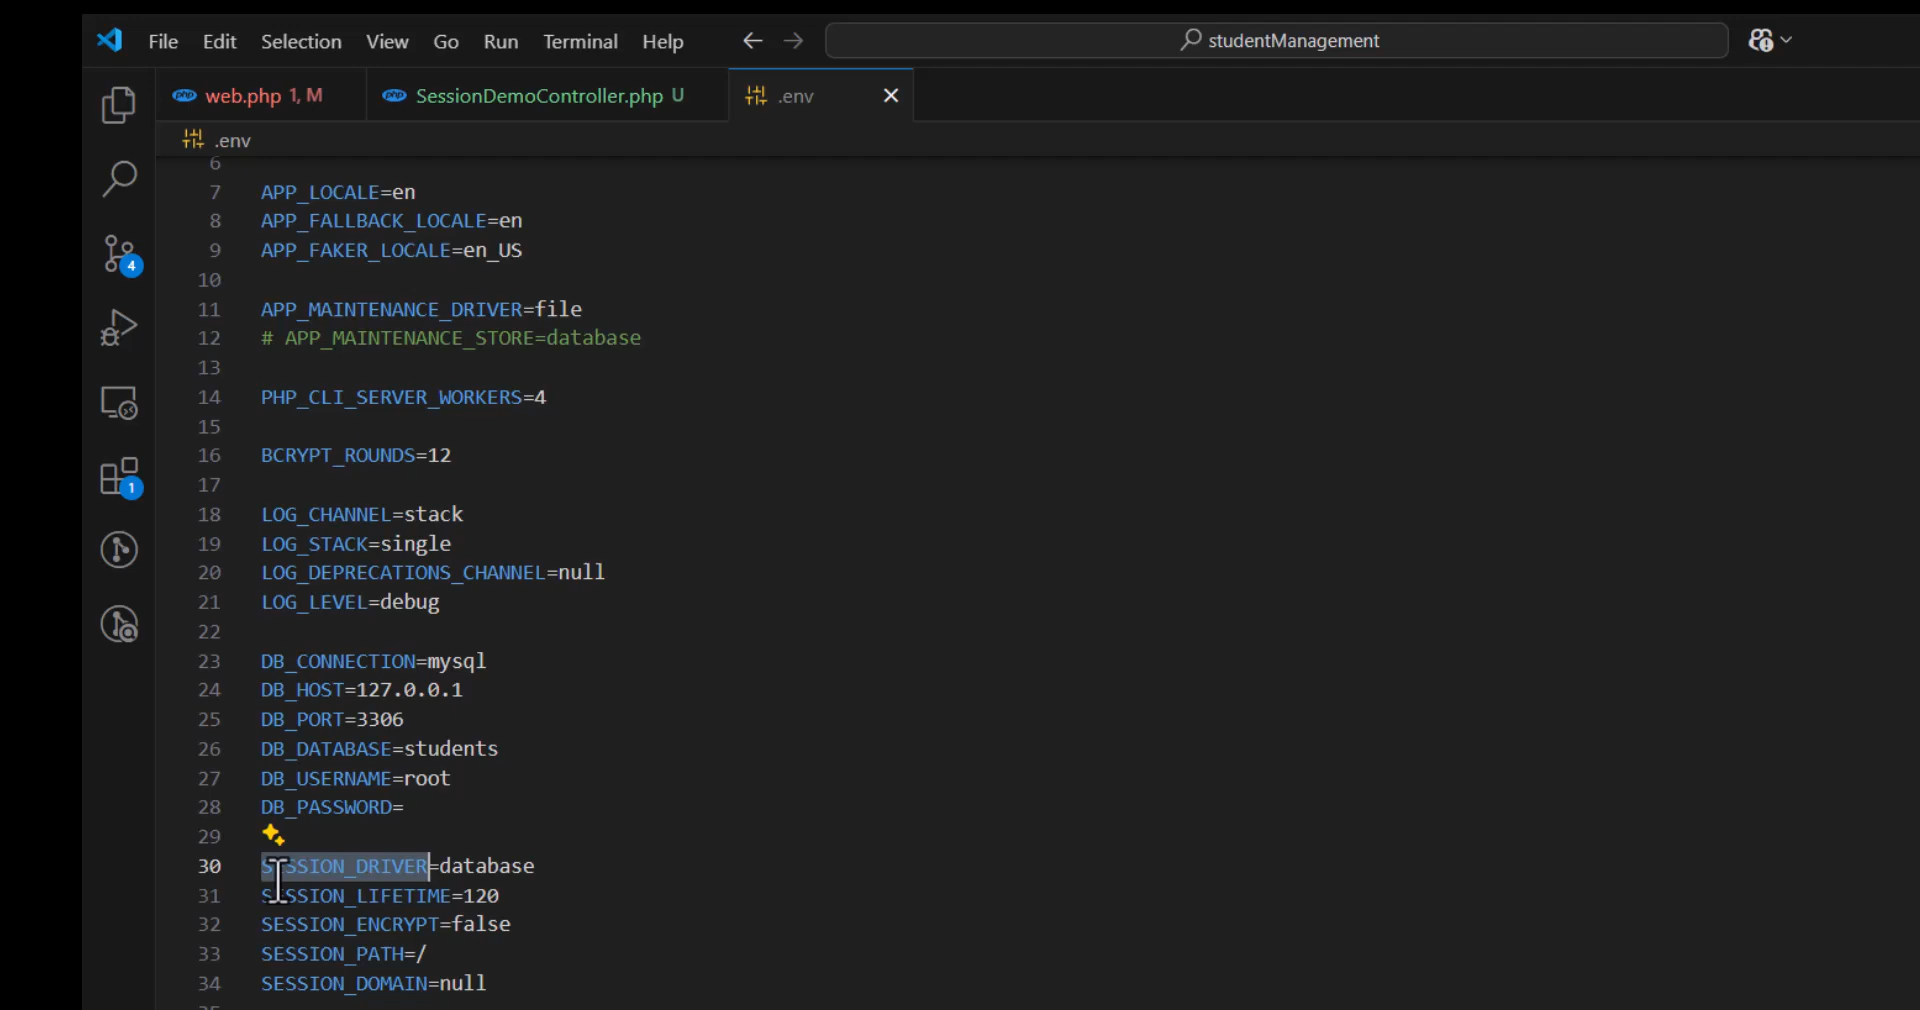 File Edit Selection View Go Run Terminal Help studentManagement
web.php 1, M SessionDemoController.php U .env
.env
6
7 APP_LOCALE=en
8 APP_FALLBACK_LOCALE=en
9 APP_FAKER_LOCALE=en_US
10
11 APP_MAINTENANCE_DRIVER=file
12 # APP_MAINTENANCE_STORE=database
13
14 PHP_CLI_SERVER_WORKERS=4
15
16 BCRYPT_ROUNDS=12
17
18 LOG_CHANNEL=stack
19 LOG_STACK=single
20 LOG_DEPRECATIONS_CHANNEL=null
21 LOG_LEVEL=debug
22
23 DB_CONNECTION=mysql
24 DB_HOST=127.0.0.1
25 DB_PORT=3306
26 DB_DATABASE=students
27 DB_USERNAME=root
28 DB_PASSWORD=
29
30 SESSION_DRIVER=database
31 SESSION_LIFETIME=120
32 SESSION_ENCRYPT=false
33 SESSION_PATH=/
34 SESSION_DOMAIN=null
4
1